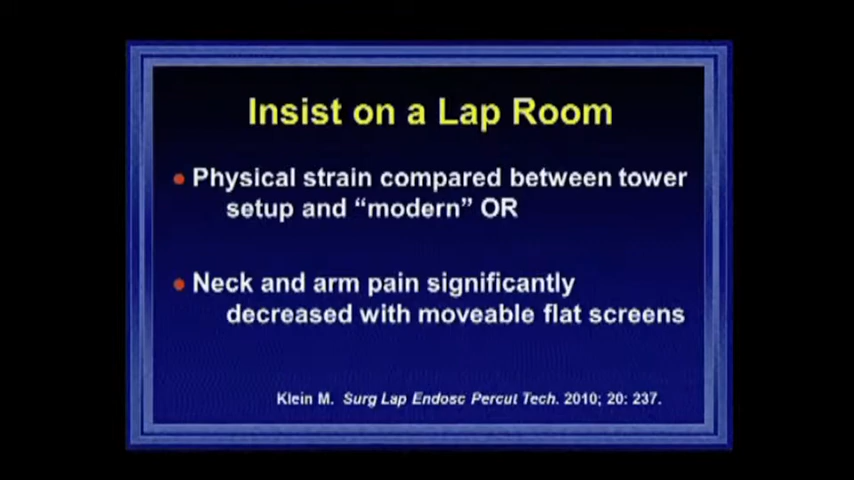 Insist on a Lap Room
• Physical strain compared between tower
setup and “modern” OR
• Neck and arm pain significantly
decreased with moveable flat screens
Klein M. Surg Lap Endosc Percut Tech. 2010; 20: 237.